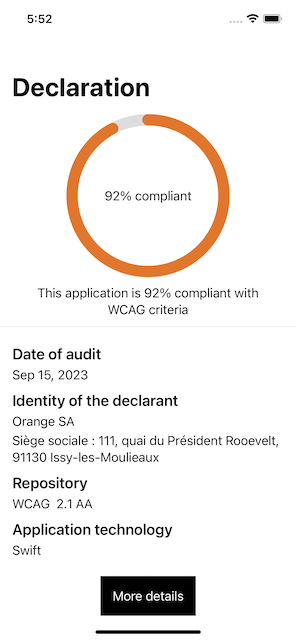 5:52
Declaration
92% compliant
This application is 92% compliant with
WCAG criteria
Date of audit
Sep 15, 2023
Identity of the declarant
Orange SA
Siège sociale : 111, quai du Président Rooevelt,
91130 Issy-les-Moulieaux
Repository
WCAG 2.1 AA
Application technology
Swift
More details